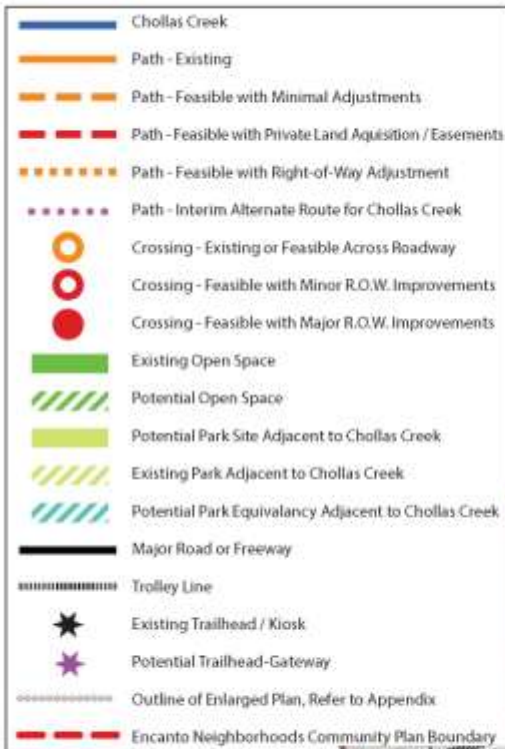 Chollas Creek
Path - Existing
Path - Feasible with Minimal Adjustments
Path - Feasible with Private Land Aquisition / Easements
Path - Feasible with Right-of-Way Adjustment
Path - Interim Alternate Route for Chollas Creek
Crossing - Existing or Feasible Across Roadway
Crossing - Feasible with Minor R.O.W. Improvements
Crossing - Feasible with Major R.O.W. Improvements
Existing Open Space
Potential Open Space
Potential Park Site Adjacent to Chollas Creek
Existing Park Adjacent to Chollas Creek
Potential Park Equivalancy Adjacent to Chollas Creek
Major Road or Freeway
Trolley Line
Existing Trailhead / Kiosk
Potential Trailhead-Gateway
Outline of Enlarged Plan, Refer to Appendix
Encanto Neighborhoods Community Plan Boundary